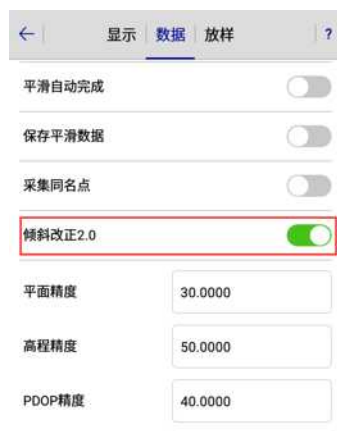 ← 显示 数据 放样 ?
平滑自动完成
保存平滑数据
采集同名点
倾斜改正2.0
平面精度 30.0000
高程精度 50.0000
PDOP精度 40.0000